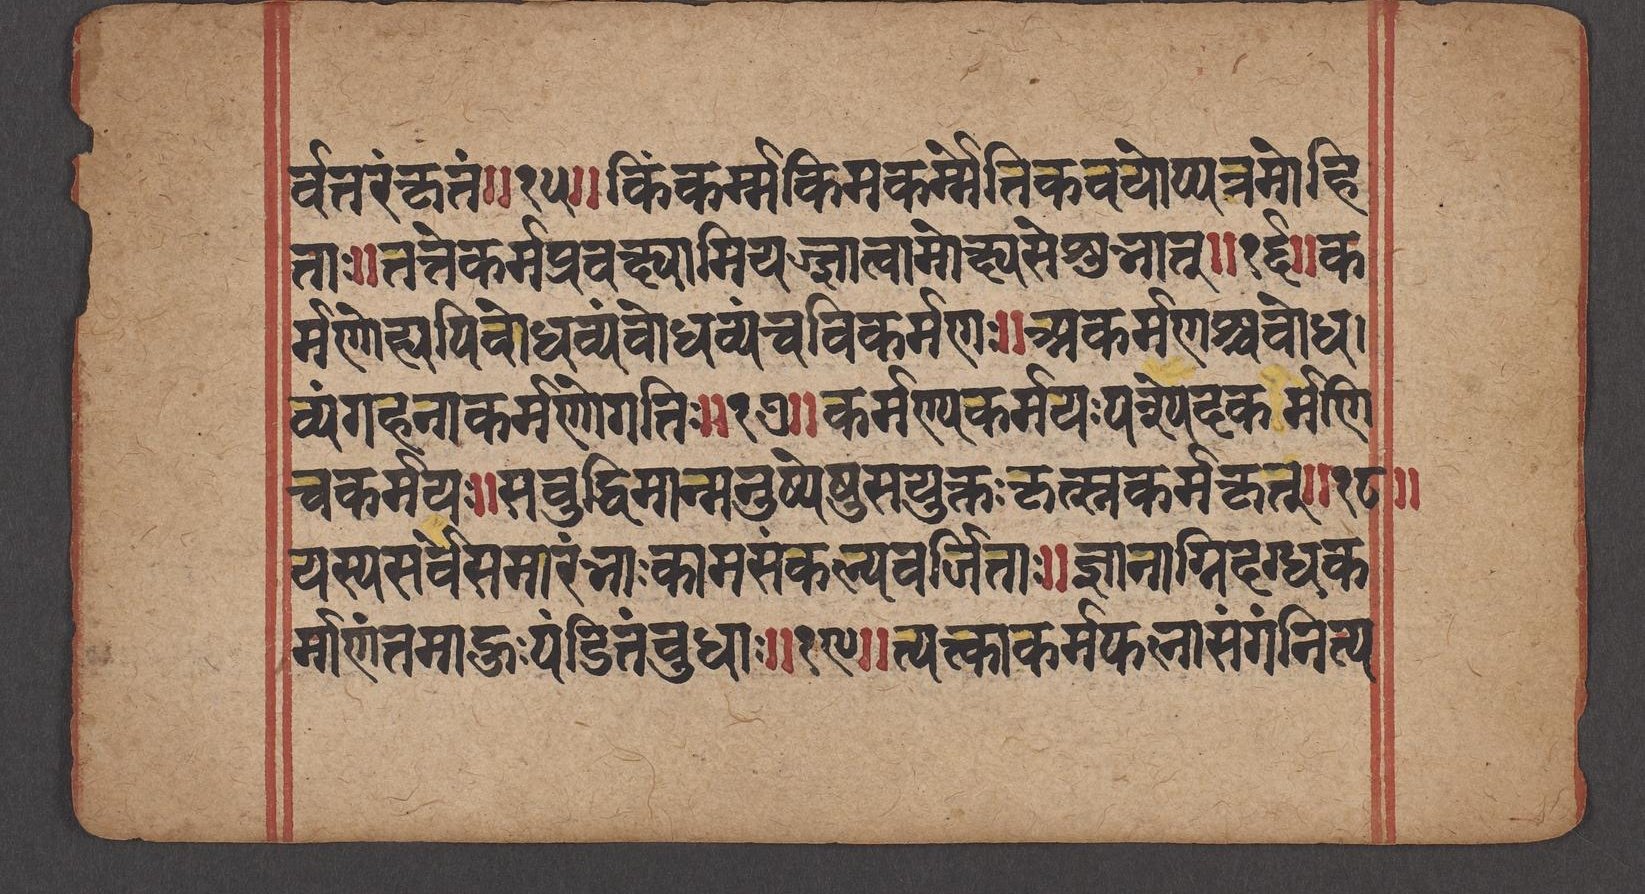 र्वतरंकृतं॥१५॥किंकर्म्मकिमकर्म्मेतिकवयोप्यत्रमोहि
ताः॥तत्तेकर्मप्रवक्ष्यामियज्ज्ञात्वामोक्ष्यसेशुभात्॥१६॥क
र्मणोह्यपिबोधव्यंबोधव्यंचविकर्मणः॥अकर्मणश्चबोध।
व्यंगहनाकर्मणोगतिः॥१७॥कर्मण्यकर्मयःपश्येदकर्मणि
चकर्मयः॥सबुद्धिमान्मनुष्येषुसयुक्तःकृत्स्नकर्मकृत्॥१८॥
यस्यसर्वेसमारंभाःकामसंकल्पवर्जिताः॥ज्ञानाग्निदग्धक
र्माणंतमाहुःपंडितंबुधाः॥१९॥त्यक्त्काकर्मफलासंगंनित्य